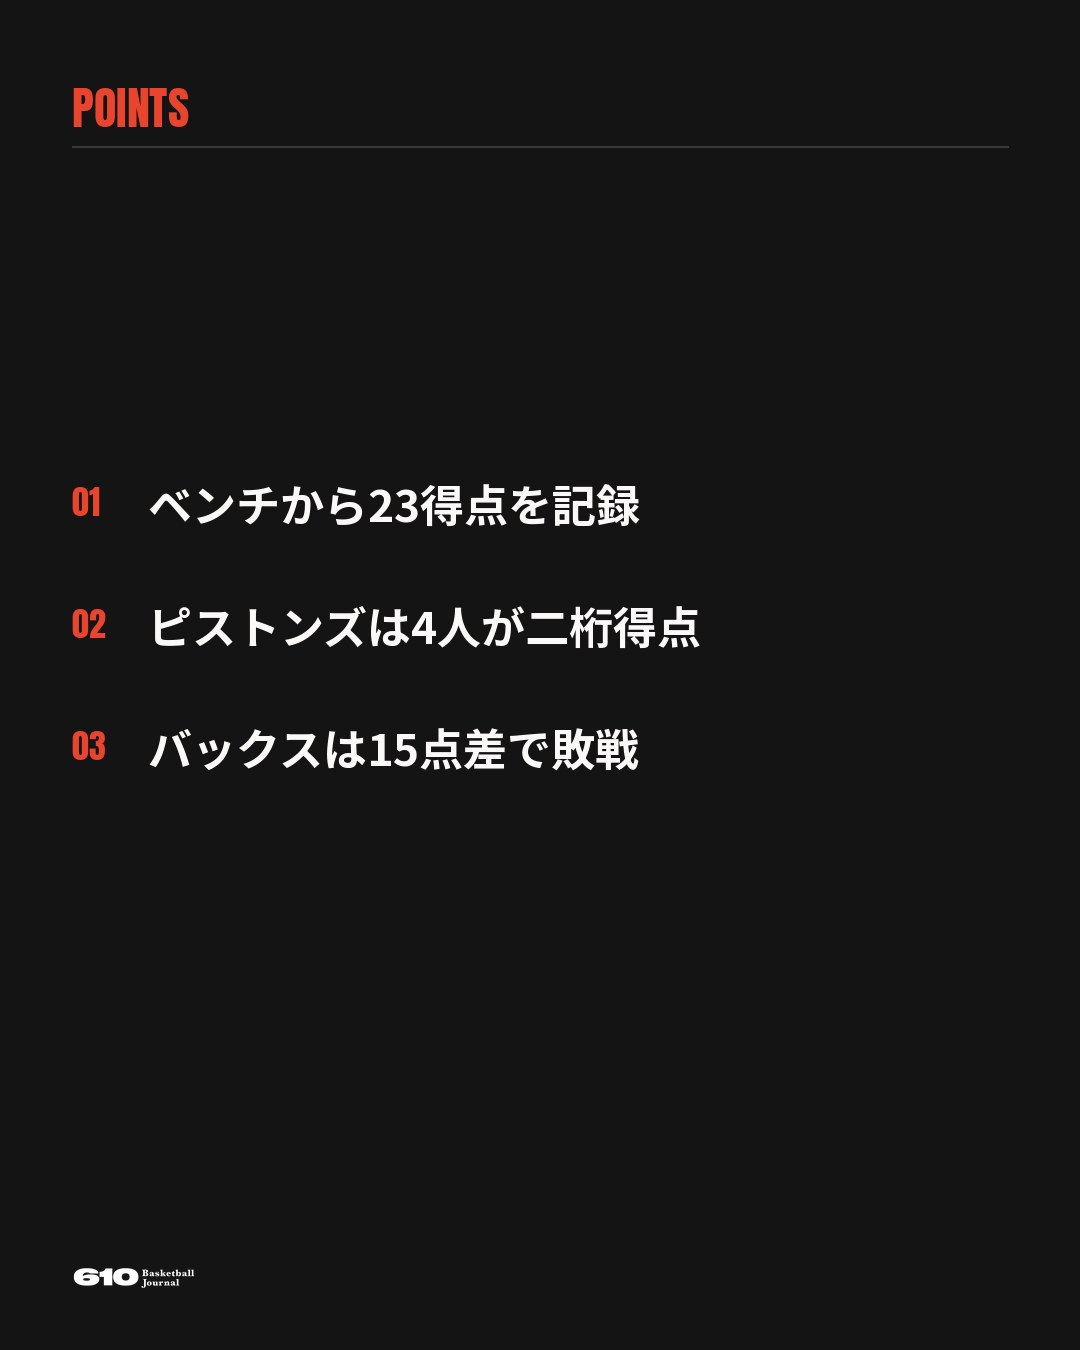 POINTS
01 ベンチから23得点を記録
02 ピストンズは4人が二桁得点
03 バックスは15点差で敗戦
610 Basketball
Journal